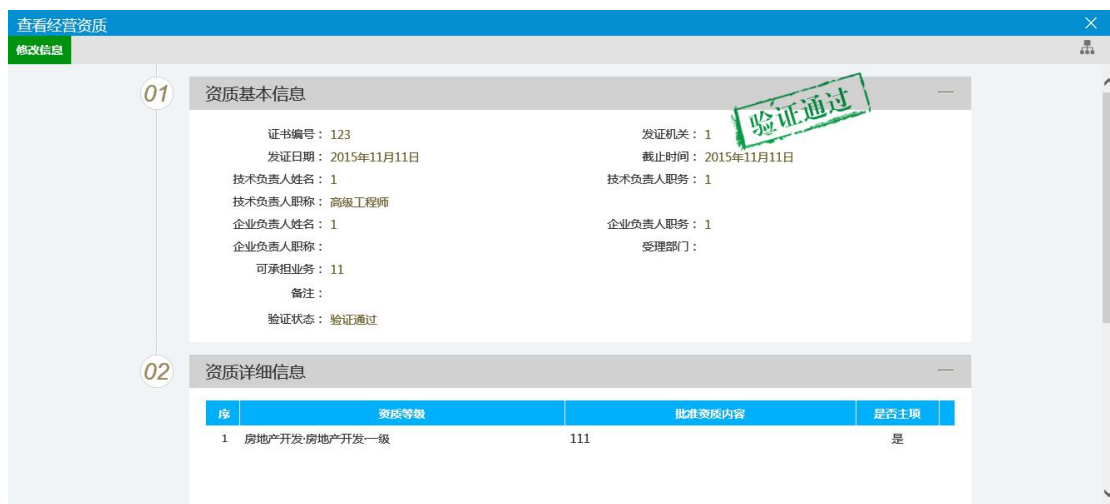 查看经营资质
修改信息
01 资质基本信息
验证通过
证书编号： 123 发证机关： 1
发证日期： 2015年11月11日 截止时间： 2015年11月11日
技术负责人姓名： 1 技术负责人职务： 1
技术负责人职称： 高级工程师
企业负责人姓名： 1 企业负责人职务： 1
企业负责人职称： 受理部门：
可承担业务： 11
备注：
验证状态： 验证通过
02 资质详细信息
序 资质等级 批准资质内容 是否主项
1 房地产开发·房地产开发·一级 111 是